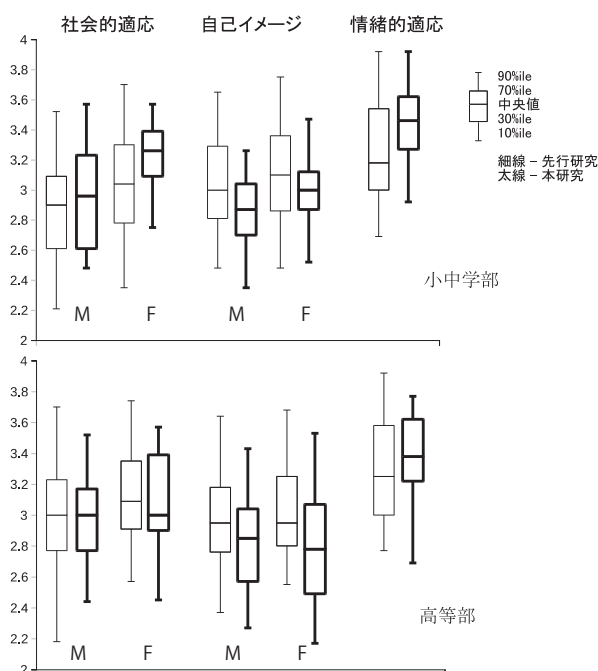 社会的適応 自己イメージ 情緒的適応
4
3.8
3.6
3.4
3.2
3
2.8
2.6
2.4
2.2
2
90%ile
70%ile
中央値
30%ile
10%ile
細線－先行研究
太線－本研究
小中学部
M F M F
4
3.8
3.6
3.4
3.2
3
2.8
2.6
2.4
2.2
2
高等部
M F M F